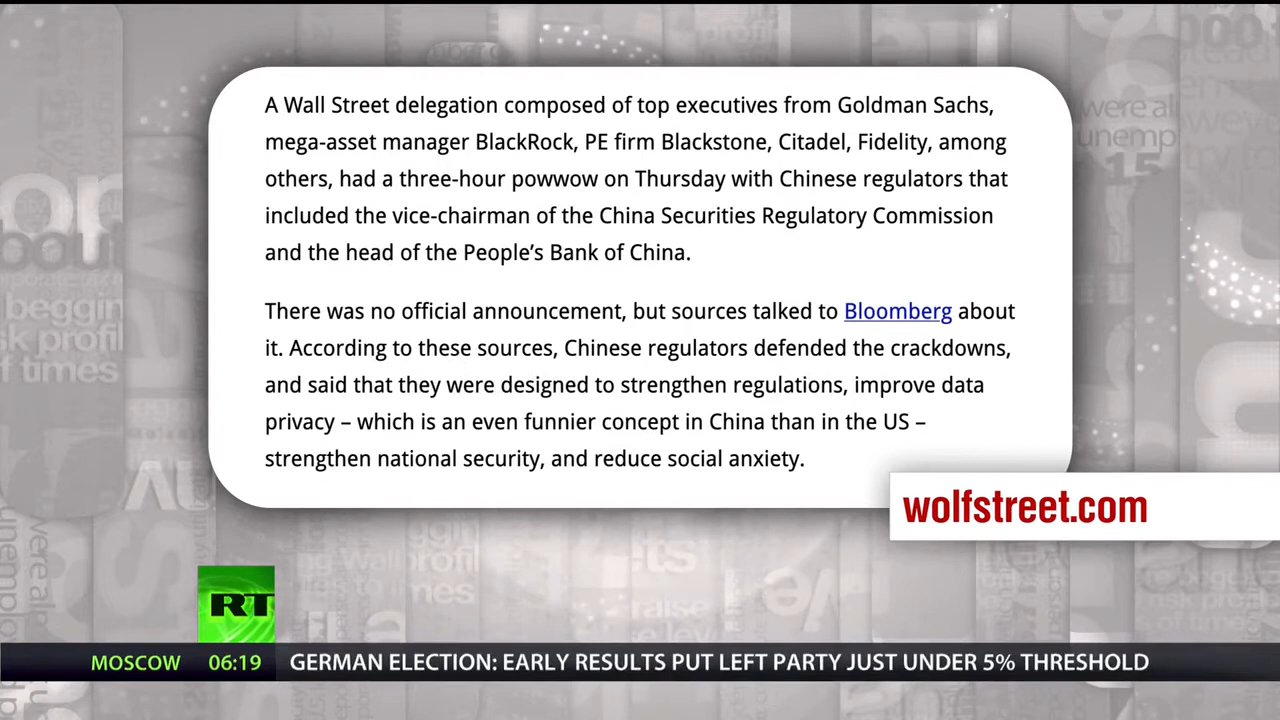 A Wall Street delegation composed of top executives from Goldman Sachs,
mega-asset manager BlackRock, PE firm Blackstone, Citadel, Fidelity, among
others, had a three-hour powwow on Thursday with Chinese regulators that
included the vice-chairman of the China Securities Regulatory Commission
and the head of the People's Bank of China.
There was no official announcement, but sources talked to Bloomberg about
it. According to these sources, Chinese regulators defended the crackdowns,
and said that they were designed to strengthen regulations, improve data
privacy – which is an even funnier concept in China than in the US –
strengthen national security, and reduce social anxiety.
wolfstreet.com
RT
MOSCOW 06:19 GERMAN ELECTION: EARLY RESULTS PUT LEFT PARTY JUST UNDER 5% THRESHOLD